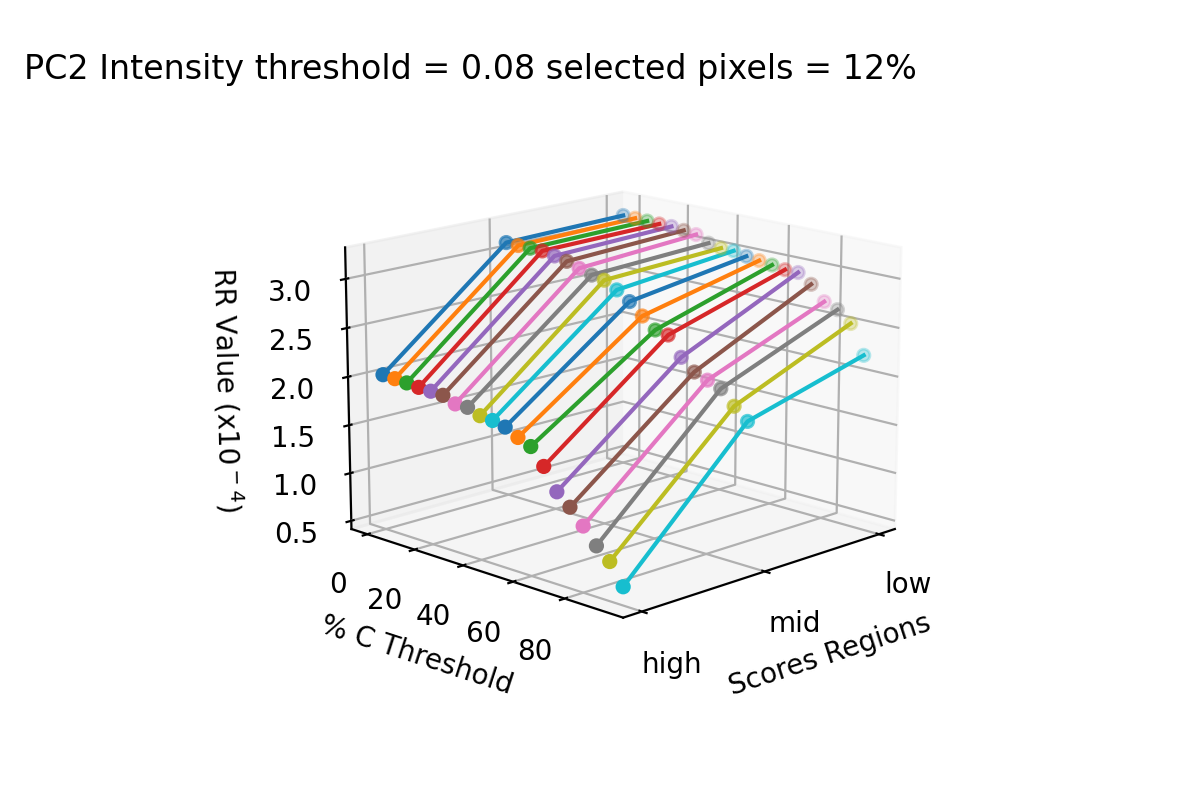 PC2 Intensity threshold = 0.08 selected pixels = 12%
RR Value (x10⁻⁴)
3.0
2.5
2.0
1.5
1.0
0.5
0
20
40
60
80
% C Threshold
high
mid
low
Scores Regions